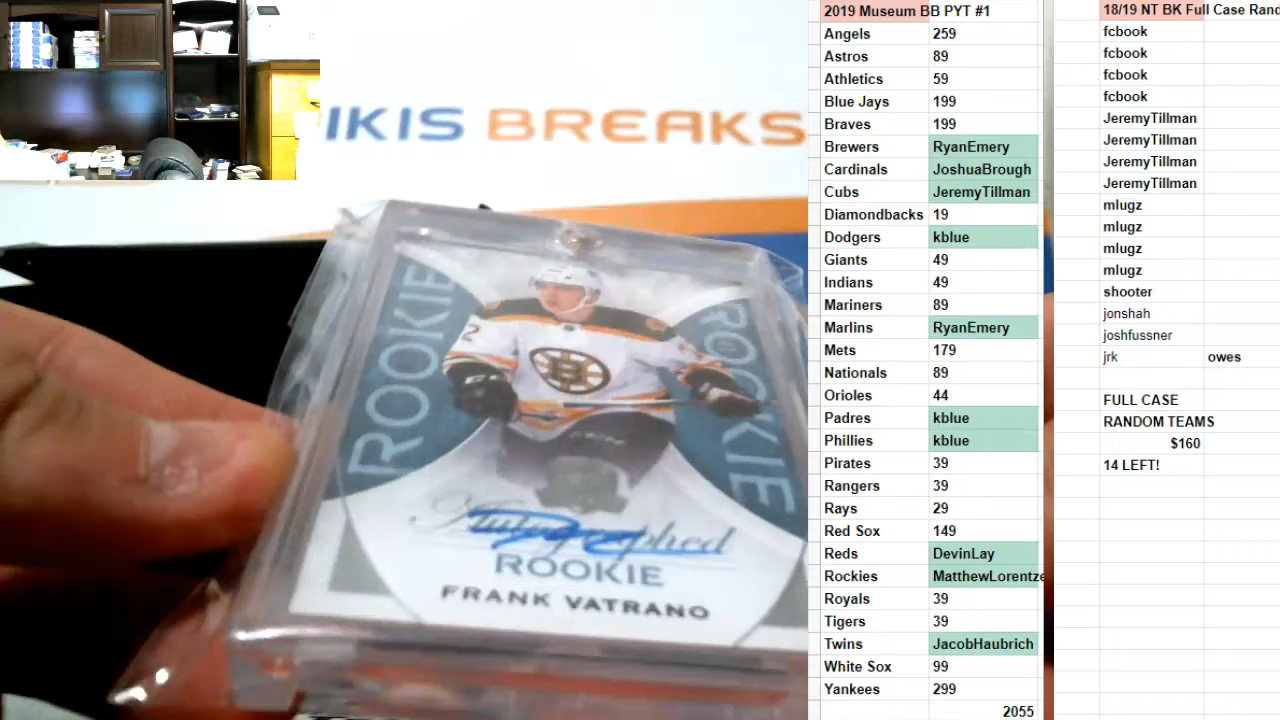 IKIS BREAKS
ROOKIE
ROOKIE
2
B
Autographed
ROOKIE
FRANK VATRANO
2019 Museum BB PYT #1
Angels 259
Astros 89
Athletics 59
Blue Jays 199
Braves 199
Brewers RyanEmery
Cardinals JoshuaBrough
Cubs JeremyTillman
Diamondbacks 19
Dodgers kblue
Giants 49
Indians 49
Mariners 89
Marlins RyanEmery
Mets 179
Nationals 89
Orioles 44
Padres kblue
Phillies kblue
Pirates 39
Rangers 39
Rays 29
Red Sox 149
Reds DevinLay
Rockies MatthewLorentze
Royals 39
Tigers 39
Twins JacobHaubrich
White Sox 99
Yankees 299
2055
18/19 NT BK Full Case Rand
fcbook
fcbook
fcbook
fcbook
JeremyTillman
JeremyTillman
JeremyTillman
JeremyTillman
mlugz
mlugz
mlugz
mlugz
shooter
jonshah
joshfussner
jrk owes
FULL CASE
RANDOM TEAMS
$160
14 LEFT!